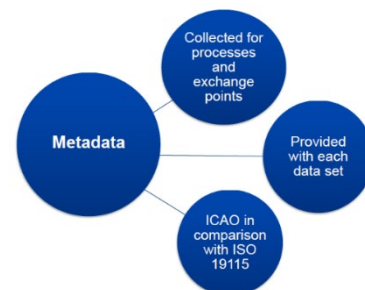 Collected for
processes
and
exchange
points
Metadata
Provided
with each
data set
ICAO in
comparison
with ISO
19115